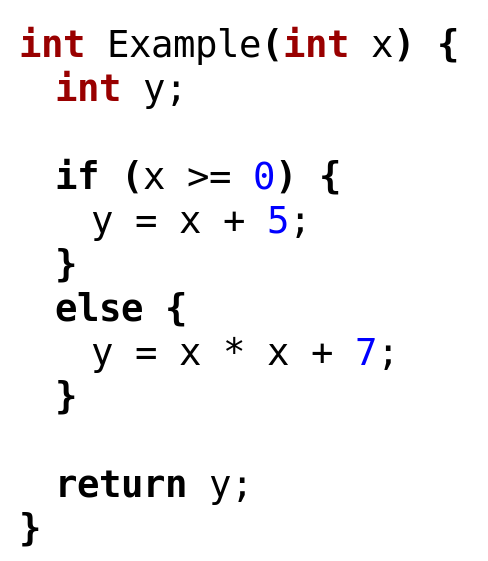 int Example(int x) {
  int y;

  if (x >= 0) {
    y = x + 5;
  }
  else {
    y = x * x + 7;
  }

  return y;
}